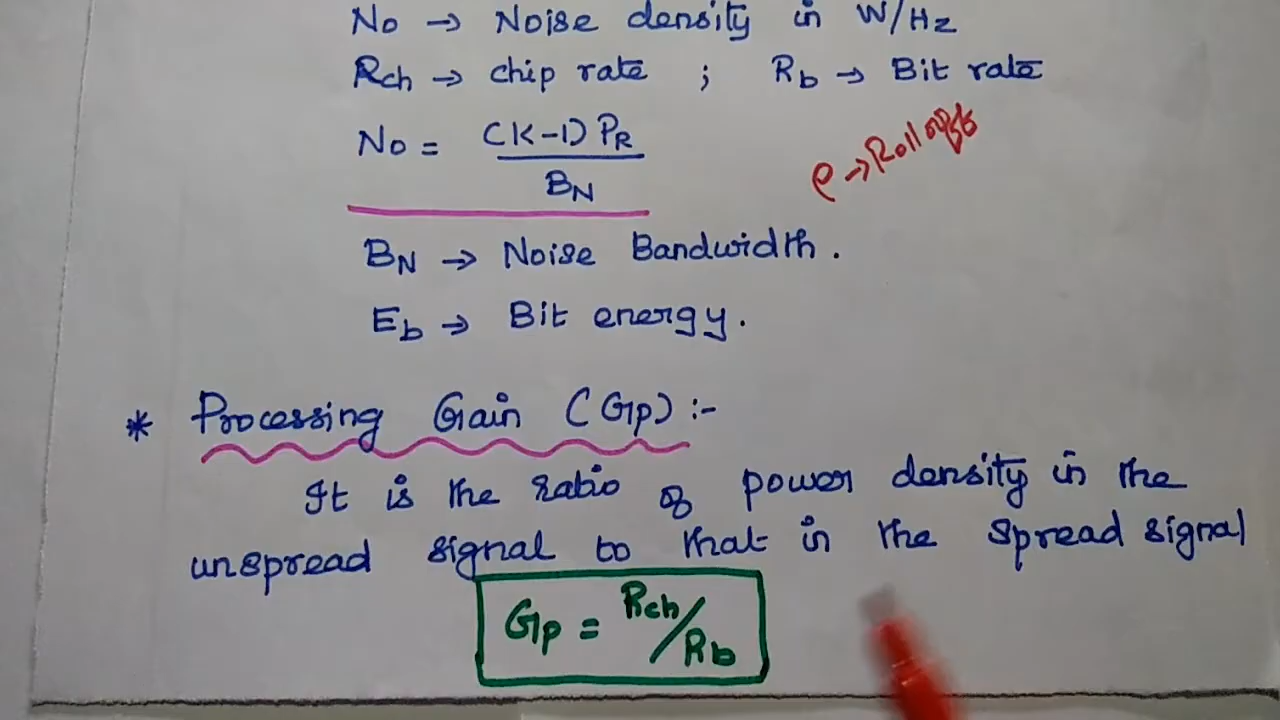 No → Noise density in W/Hz
Rch → chip rate ; Rb → Bit rate
No = (K-1) PR / BN
ρ → Rolloff
BN → Noise Bandwidth.
Eb → Bit energy.
* Processing Gain (Gp) :-
It is the ratio of power density in the
unspread signal to that in the spread signal
Gp = Rch/Rb